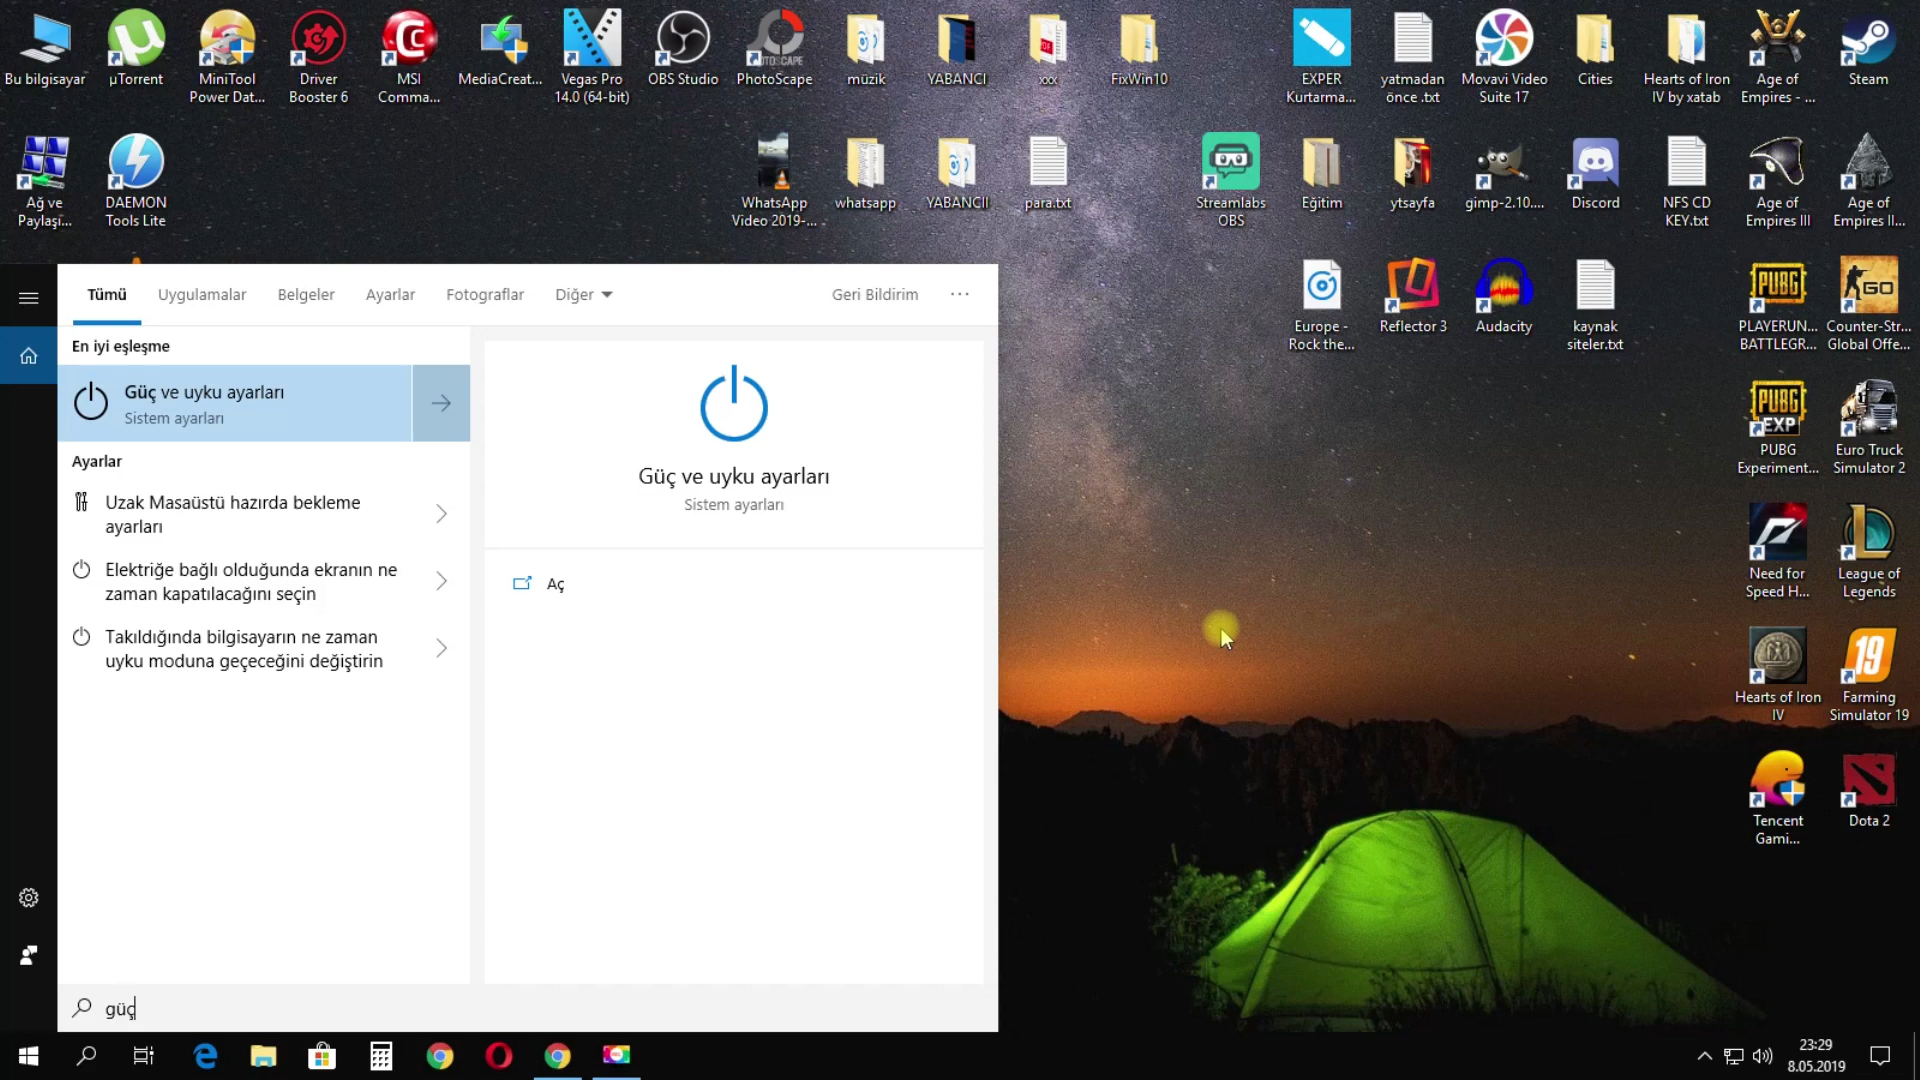 Bu bilgisayar
µTorrent
MiniTool
Power Dat...
Driver
Booster 6
MSI
Comma...
MediaCreat...
Vegas Pro
14.0 (64-bit)
OBS Studio
PhotoScape
müzik
YABANCI
xxx
FixWin10
EXPER
Kurtarma...
yatmadan
önce .txt
Movavi Video
Suite 17
Cities
Hearts of Iron
IV by xatab
Age of
Empires - ...
Steam
Ağ ve
Paylaşı...
DAEMON
Tools Lite
WhatsApp
Video 2019-...
whatsapp
YABANCII
para.txt
Streamlabs
OBS
Eğitim
ytsayfa
gimp-2.10....
Discord
NFS CD
KEY.txt
Age of
Empires III
Age of
Empires II...
Europe -
Rock the...
Reflector 3
Audacity
kaynak
siteler.txt
PLAYERUN...
BATTLEGR...
Counter-Str...
Global Offe...
PUBG
Experiment...
Euro Truck
Simulator 2
Need for
Speed H...
League of
Legends
Hearts of Iron
IV
Farming
Simulator 19
Tencent
Gami...
Dota 2
Tümü
Uygulamalar
Belgeler
Ayarlar
Fotograflar
Diğer
Geri Bildirim
En iyi eşleşme
Güç ve uyku ayarları
Sistem ayarları
Ayarlar
Uzak Masaüstü hazırda bekleme
ayarları
Elektriğe bağlı olduğunda ekranın ne
zaman kapatılacağını seçin
Takıldığında bilgisayarın ne zaman
uyku moduna geçeceğini değiştirin
Güç ve uyku ayarları
Sistem ayarları
Aç
güç
23:29
8.05.2019